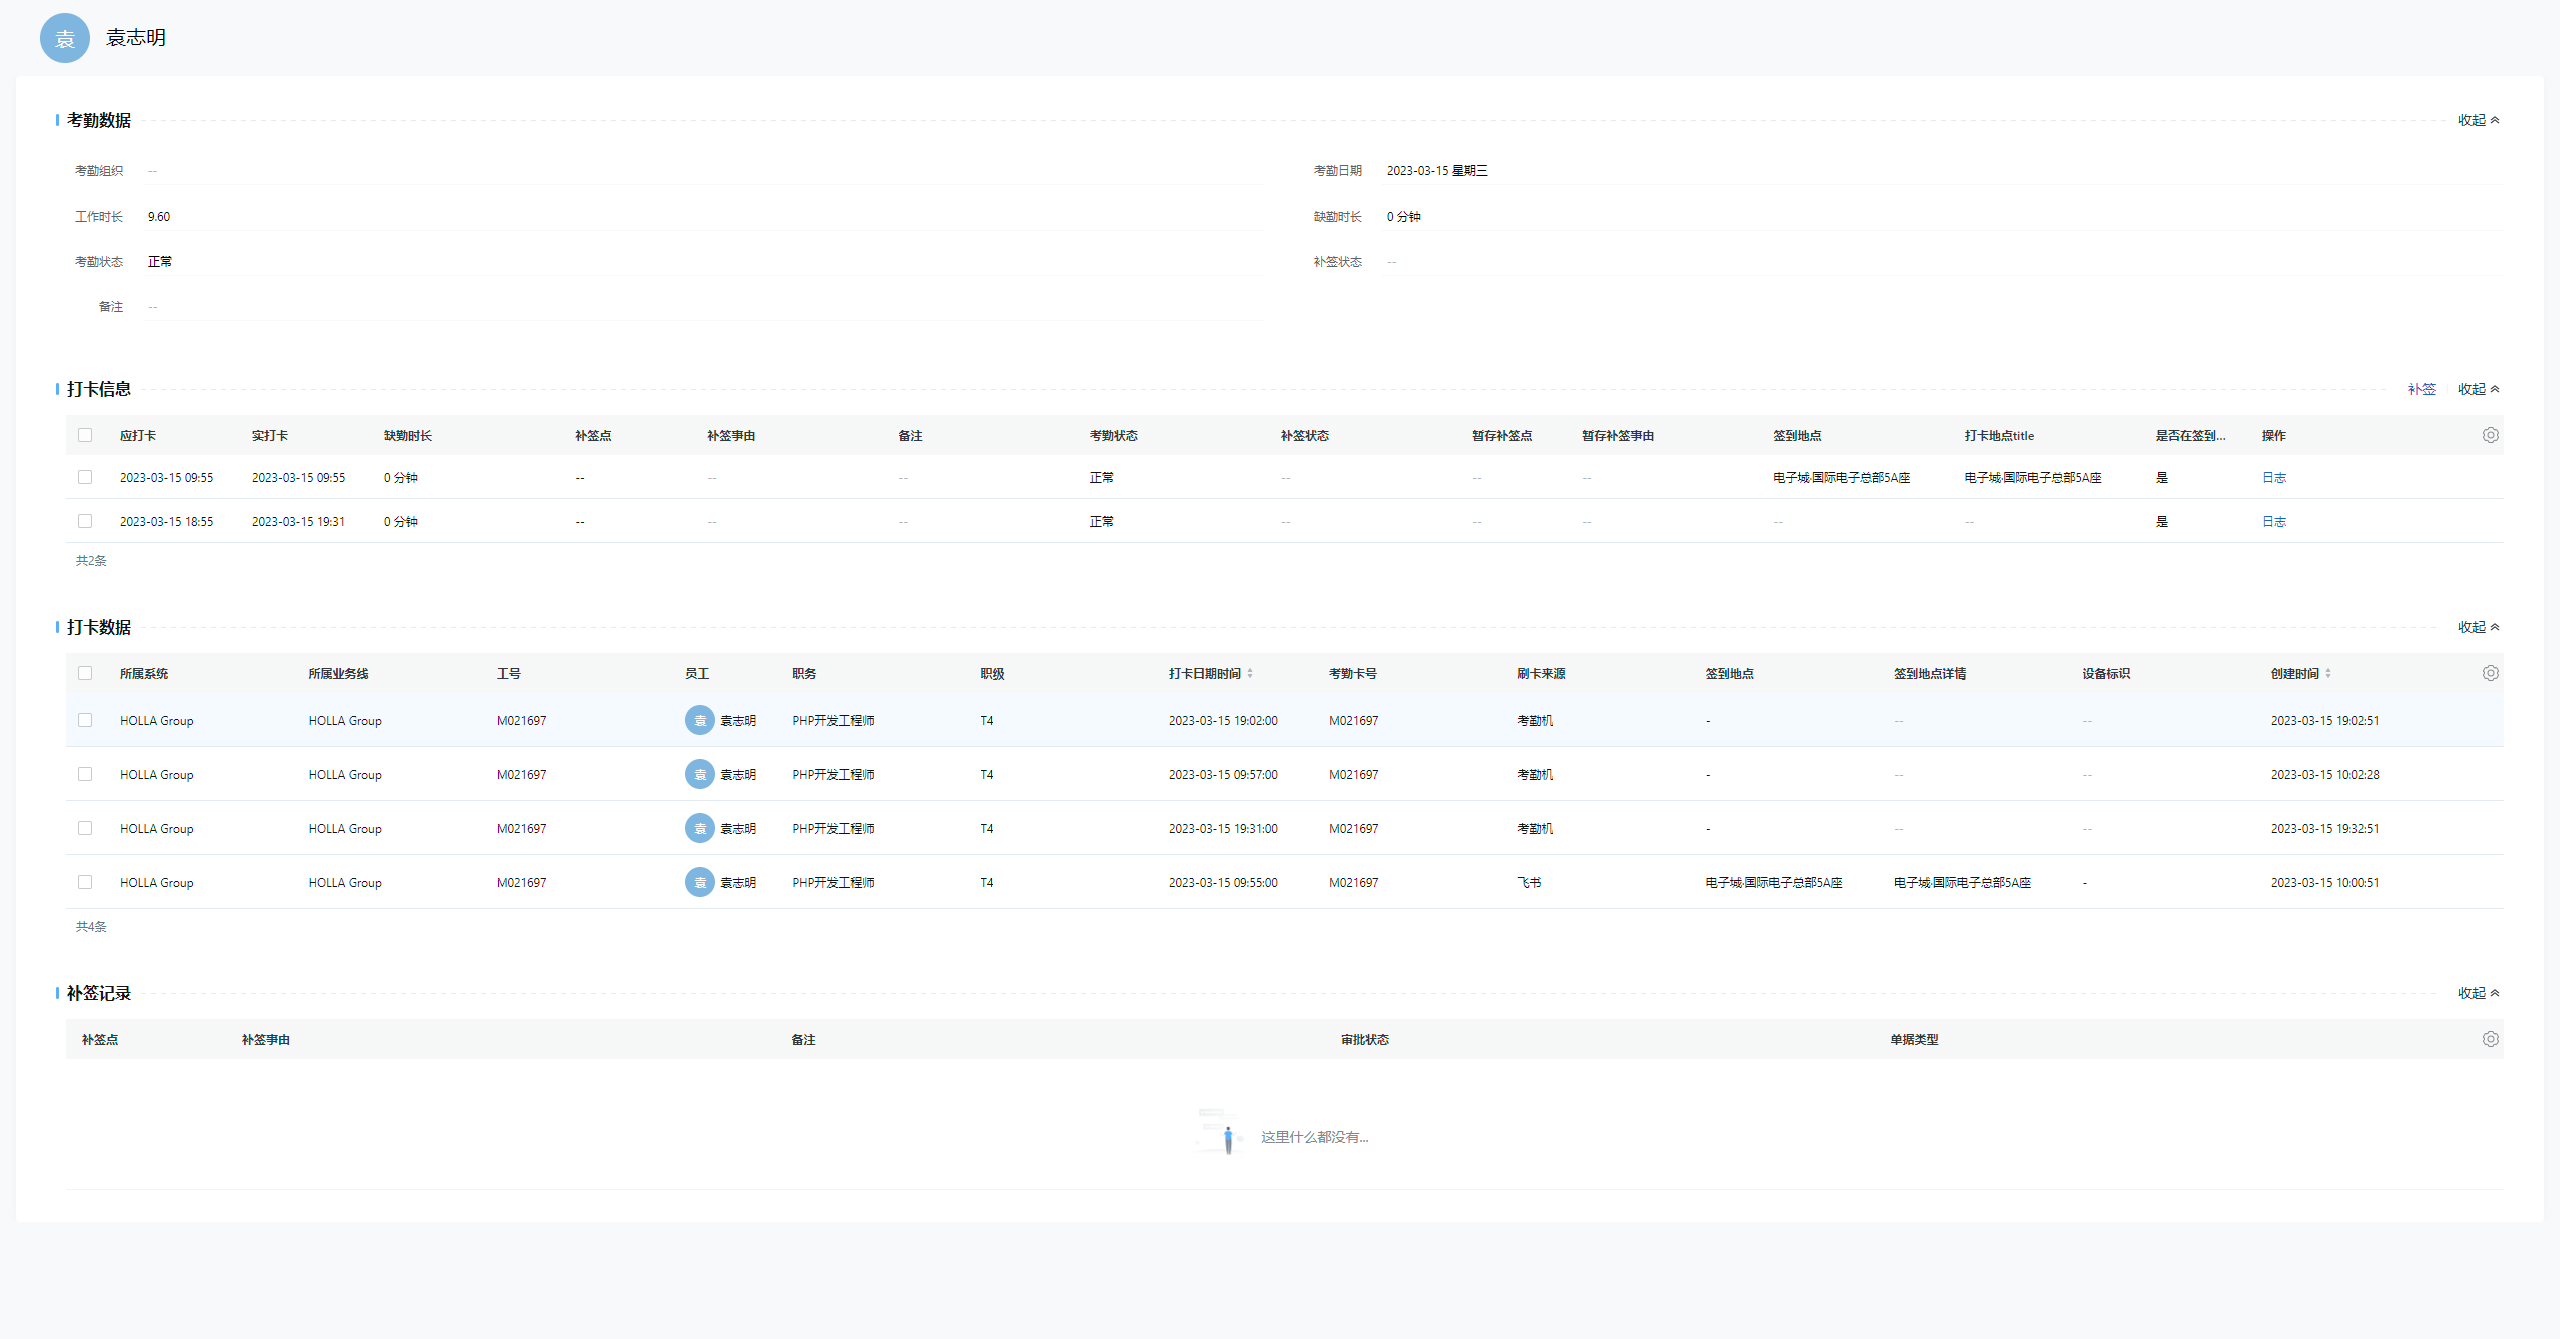 袁 袁志明
考勤数据 收起
考勤组织 -- 考勤日期 2023-03-15 星期三
工作时长 9.60 缺勤时长 0 分钟
考勤状态 正常 补签状态 --
备注 --
打卡信息 补签 收起
应打卡 实打卡 缺勤时长 补签点 补签事由 备注 考勤状态 补签状态 暂存补签点 暂存补签事由 签到地点 打卡地点title 是否在签到... 操作
2023-03-15 09:55 2023-03-15 09:55 0 分钟 -- -- -- 正常 -- -- -- 电子城·国际电子总部5A座 电子城·国际电子总部5A座 是 日志
2023-03-15 18:55 2023-03-15 19:31 0 分钟 -- -- -- 正常 -- -- -- -- -- 是 日志
共2条
打卡数据 收起
所属系统 所属业务线 工号 员工 职务 职级 打卡日期时间 考勤卡号 刷卡来源 签到地点 签到地点详情 设备标识 创建时间
HOLLA Group HOLLA Group M021697 袁 袁志明 PHP开发工程师 T4 2023-03-15 19:02:00 M021697 考勤机 - -- -- 2023-03-15 19:02:51
HOLLA Group HOLLA Group M021697 袁 袁志明 PHP开发工程师 T4 2023-03-15 09:57:00 M021697 考勤机 - -- -- 2023-03-15 10:02:28
HOLLA Group HOLLA Group M021697 袁 袁志明 PHP开发工程师 T4 2023-03-15 19:31:00 M021697 考勤机 - -- -- 2023-03-15 19:32:51
HOLLA Group HOLLA Group M021697 袁 袁志明 PHP开发工程师 T4 2023-03-15 09:55:00 M021697 飞书 电子城·国际电子总部5A座 电子城·国际电子总部5A座 - 2023-03-15 10:00:51
共4条
补签记录 收起
补签点 补签事由 备注 审批状态 单据类型
这里什么都没有...